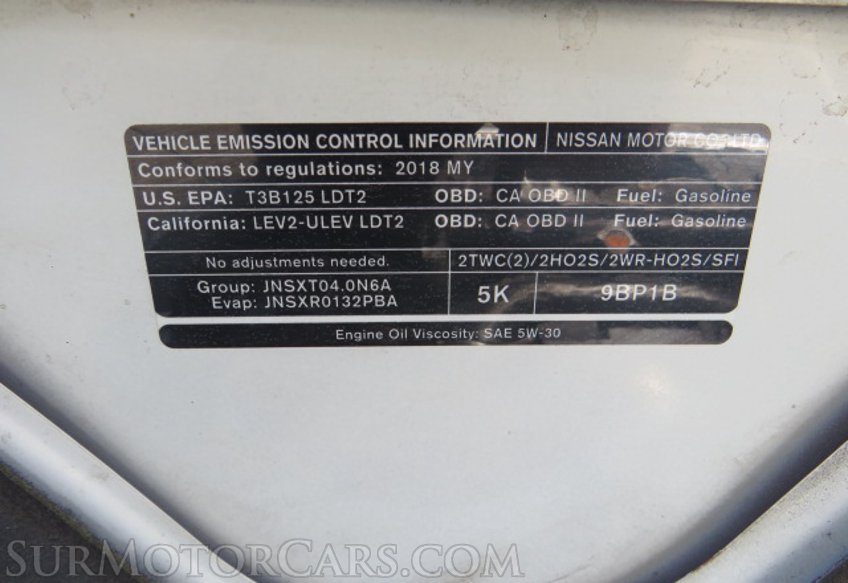 VEHICLE EMISSION CONTROL INFORMATION NISSAN MOTOR CO., LTD.
Conforms to regulations: 2018 MY
U.S. EPA: T3B125 LDT2 OBD: CA OBD II Fuel: Gasoline
California: LEV2-ULEV LDT2 OBD: CA OBD II Fuel: Gasoline
No adjustments needed. 2TWC(2)/2HO2S/2WR-HO2S/SFI
Group: JNSXT04.0N6A
Evap: JNSXR0132PBA
5K 9BP1B
Engine Oil Viscosity: SAE 5W-30
SurMotorCars.com